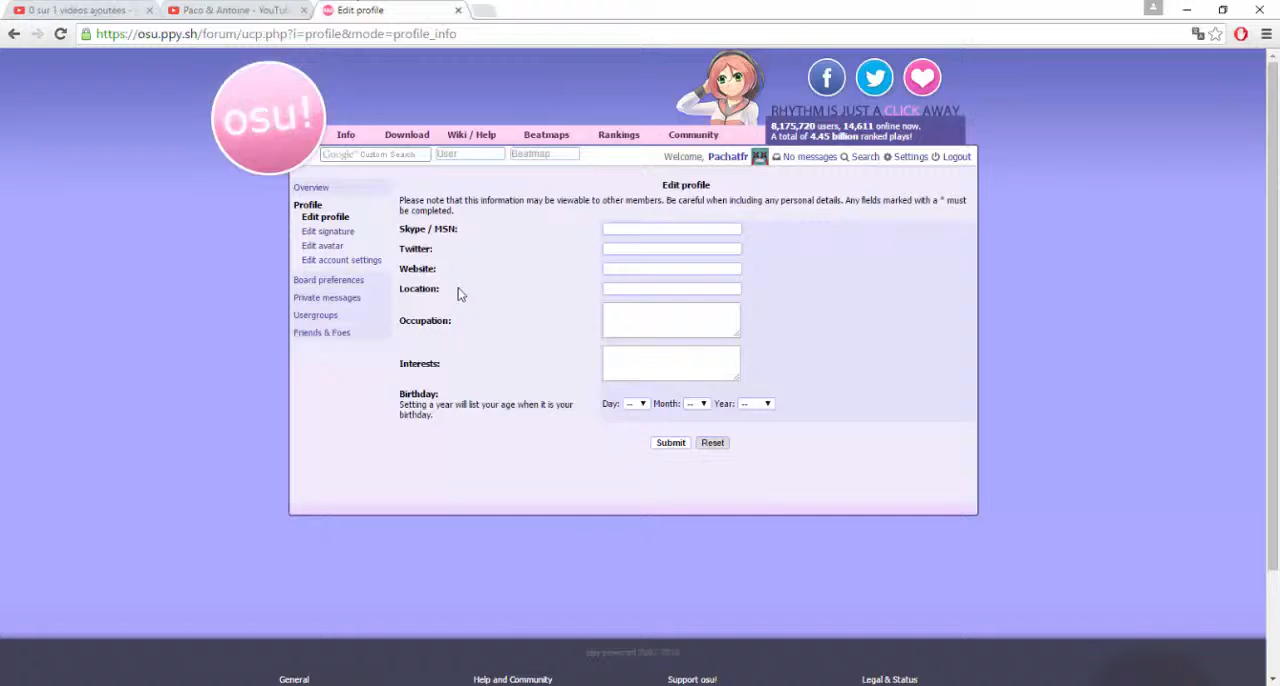 0 sur 1 vidéos ajoutées -
Paco & Antoine - YouTube
Edit profile
https://osu.ppy.sh/forum/ucp.php?i=profile&mode=profile_info
osu!
RHYTHM IS JUST A CLICK AWAY
Info Download Wiki / Help Beatmaps Rankings Community
8,175,720 users, 14,611 online now.
A total of 4.45 billion ranked plays!
Google™ Custom Search User Beatmap
Welcome, Pachatfr No messages Search Settings Logout
Overview
Profile
Edit profile
Edit signature
Edit avatar
Edit account settings
Board preferences
Private messages
Usergroups
Friends & Foes
Edit profile
Please note that this information may be viewable to other members. Be careful when including any personal details. Any fields marked with a * must
be completed.
Skype / MSN:
Twitter:
Website:
Location:
Occupation:
Interests:
Birthday:
Setting a year will list your age when it is your
birthday.
Day: -- Month: -- Year: --
Submit Reset
General Help and Community Support osu! Legal & Status